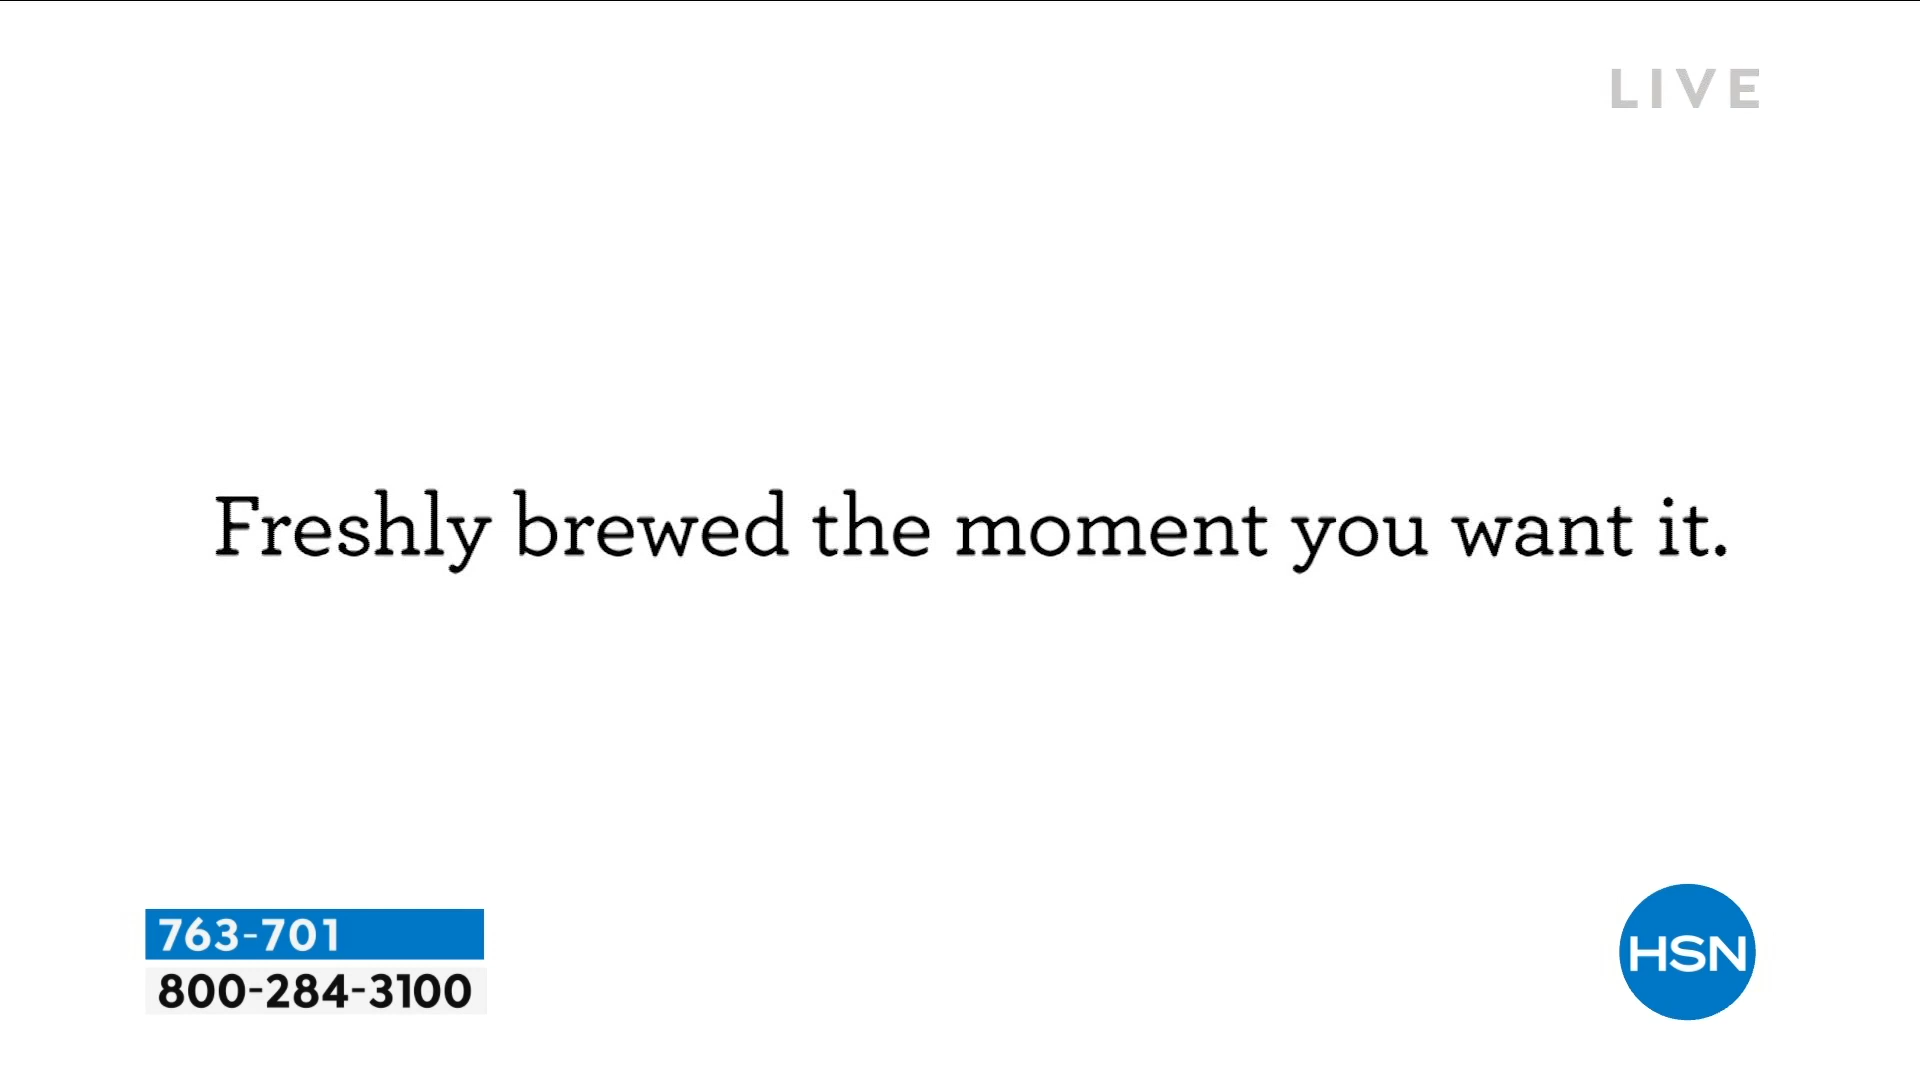 LIVE
Freshly brewed the moment you want it.
763-701
800-284-3100
HSN